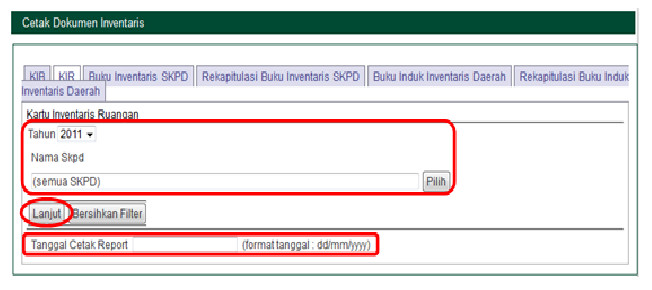 Cetak Dokumen Inventaris
KIB KIR Buku Inventaris SKPD Rekapitulasi Buku Inventaris SKPD Buku Induk Inventaris Daerah Rekapitulasi Buku Induk
Inventaris Daerah
Kartu Inventaris Ruangan
Tahun 2011
Nama Skpd
(semua SKPD) Pilih
Lanjut Bersihkan Filter
Tanggal Cetak Report (format tanggal : dd/mm/yyyy)